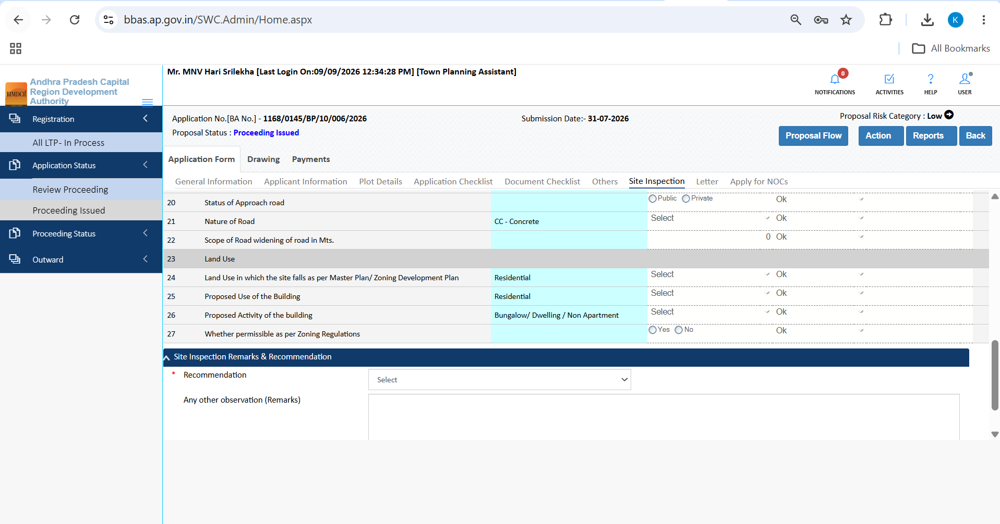 bbas.ap.gov.in/SWC.Admin/Home.aspx
K
All Bookmarks
BIMDCR
Andhra Pradesh Capital
Region Development
Authority
Mr. MNV Hari Srilekha [Last Login On:09/09/2026 12:34:28 PM] [Town Planning Assistant]
0
NOTIFICATIONS
ACTIVITIES
?
HELP
USER
Registration
All LTP- In Process
Application Status
Review Proceeding
Proceeding Issued
Proceeding Status
Outward
Application No.[BA No.] - 1168/0145/BP/10/006/2026
Submission Date:- 31-07-2026
Proposal Risk Category : Low
Proposal Status : Proceeding Issued
Proposal Flow
Action
Reports
Back
Application Form
Drawing
Payments
General Information
Applicant Information
Plot Details
Application Checklist
Document Checklist
Others
Site Inspection
Letter
Apply for NOCs
20 Status of Approach road Public Private Ok
21 Nature of Road CC - Concrete Select Ok
22 Scope of Road widening of road in Mts. 0 Ok
23 Land Use
24 Land Use in which the site falls as per Master Plan/ Zoning Development Plan Residential Select Ok
25 Proposed Use of the Building Residential Select Ok
26 Proposed Activity of the building Bungalow/ Dwelling / Non Apartment Select Ok
27 Whether permissible as per Zoning Regulations Yes No Ok
Site Inspection Remarks & Recommendation
* Recommendation Select
Any other observation (Remarks)